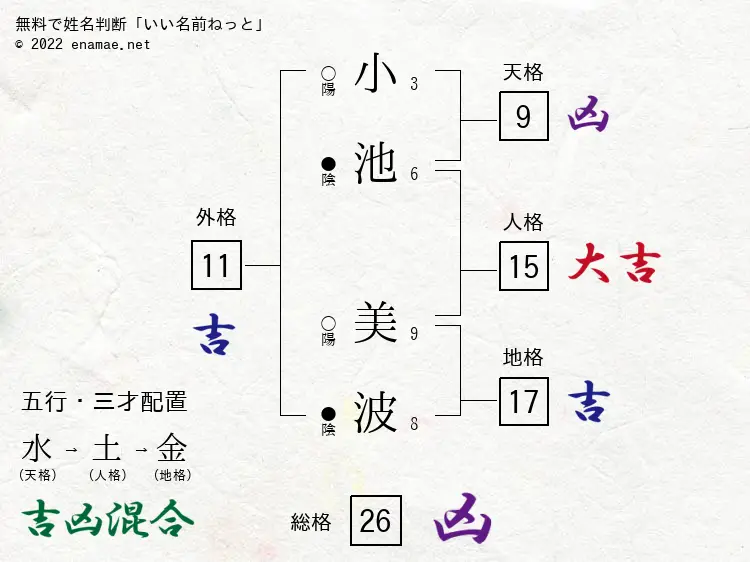 無料で姓名判断「いい名前ねっと」
© 2022 enamae.net
天格
9 凶
○陽 小 3
●陰 池 6
外格
11
吉
人格
15 大吉
○陽 美 9
●陰 波 8
地格
17 吉
五行・三才配置
水→土→金
(天格) (人格) (地格)
吉凶混合
総格 26 凶